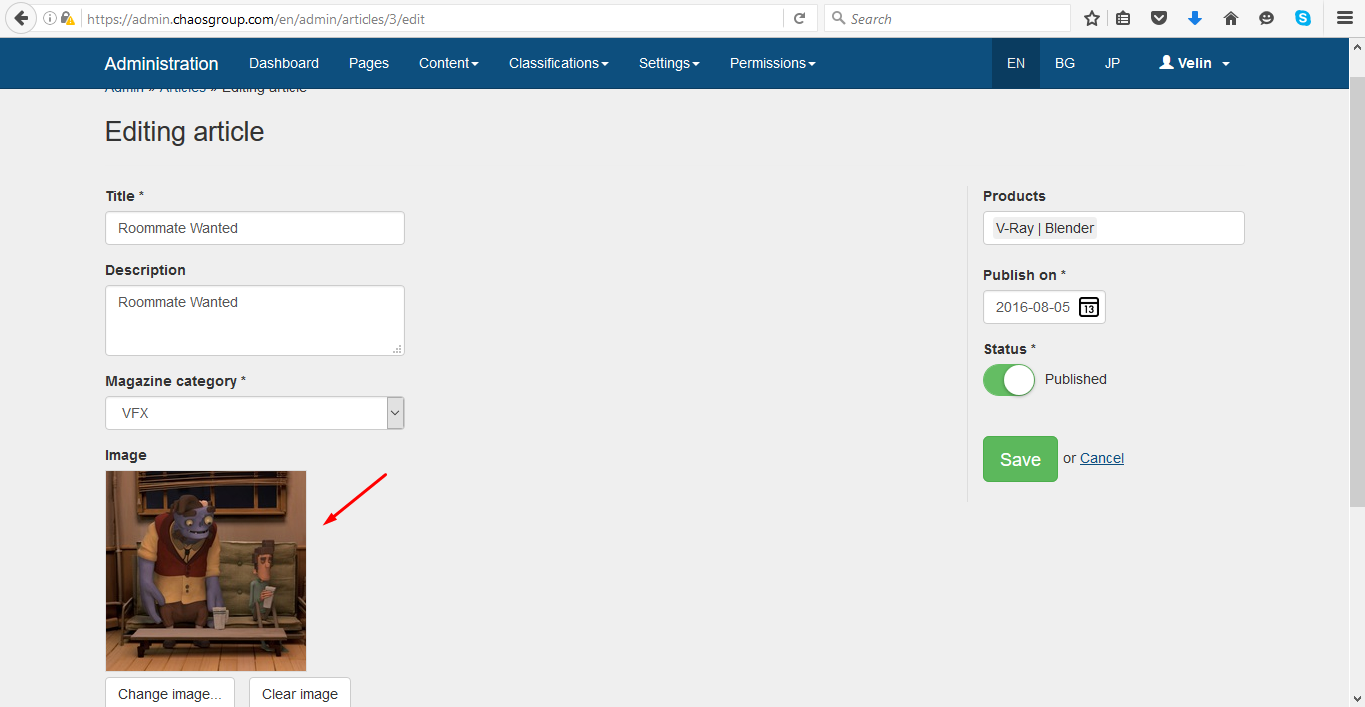 https://admin.chaosgroup.com/en/admin/articles/3/edit
Search
Administration Dashboard Pages Content Classifications Settings Permissions EN BG JP Velin
Admin » Articles » Editing article
Editing article
Title *
Roommate Wanted
Description
Roommate Wanted
Magazine category *
VFX
Image
Change image...
Clear image
Products
V-Ray | Blender
Publish on *
2016-08-05
13
Status *
Published
Save or Cancel